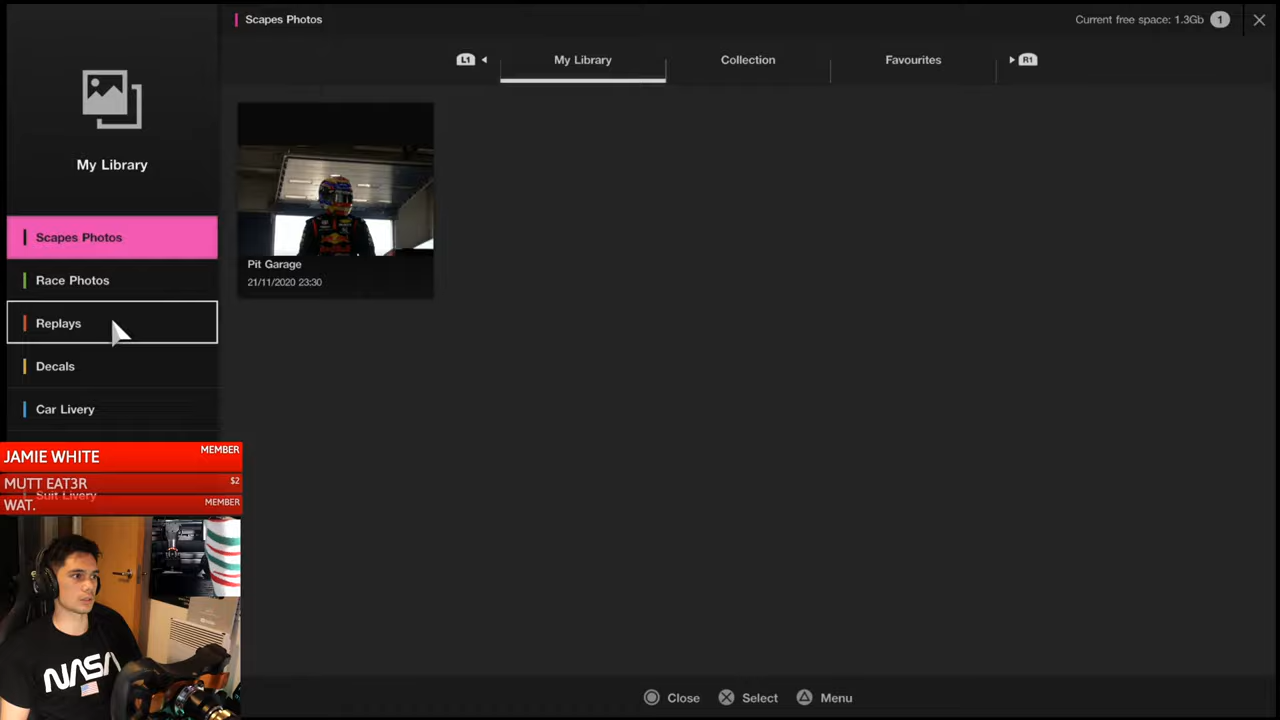 Scapes Photos
Current free space: 1.3Gb 1
L1 My Library Collection Favourites R1
My Library
Scapes Photos
Race Photos
Replays
Decals
Car Livery
Pit Garage
21/11/2020 23:30
JAMIE WHITE MEMBER
MUTT EAT3R $2
Suit Livery
WAT. MEMBER
NASA
Close Select Menu